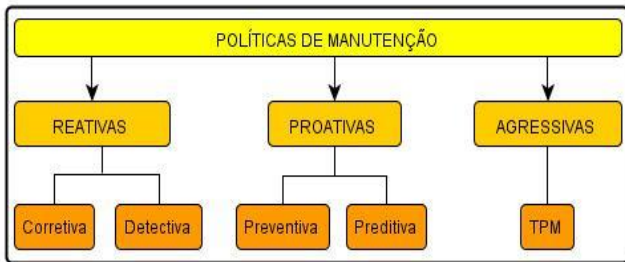 POLÍTICAS DE MANUTENÇÃO
REATIVAS PROATIVAS AGRESSIVAS
Corretiva Detectiva Preventiva Preditiva TPM